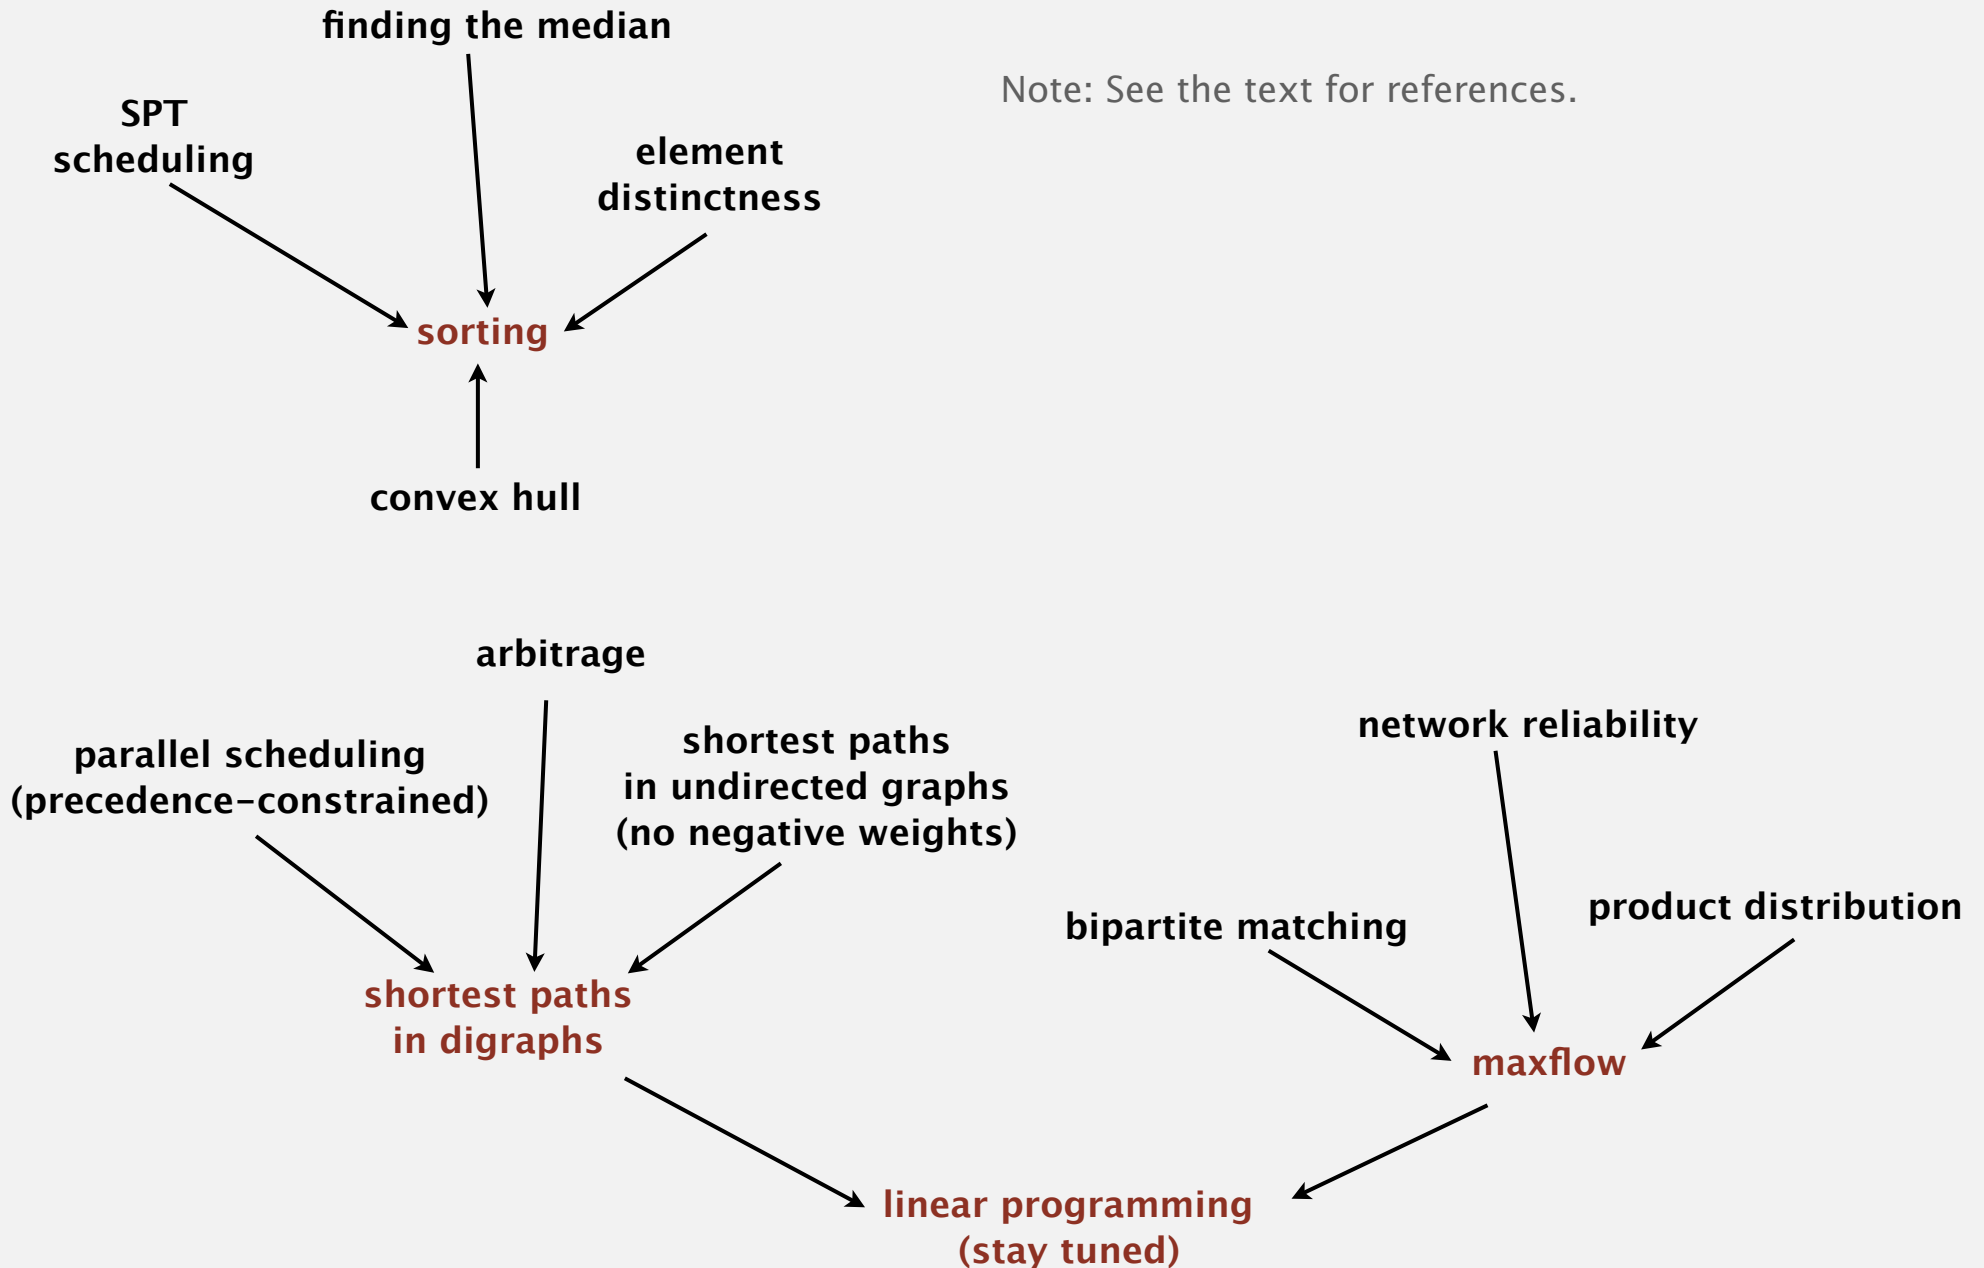 finding the median
Note: See the text for references.
SPT
scheduling
element
distinctness
sorting
convex hull
arbitrage
parallel scheduling
(precedence-constrained)
shortest paths
in undirected graphs
(no negative weights)
network reliability
bipartite matching
product distribution
shortest paths
in digraphs
maxflow
linear programming
(stay tuned)